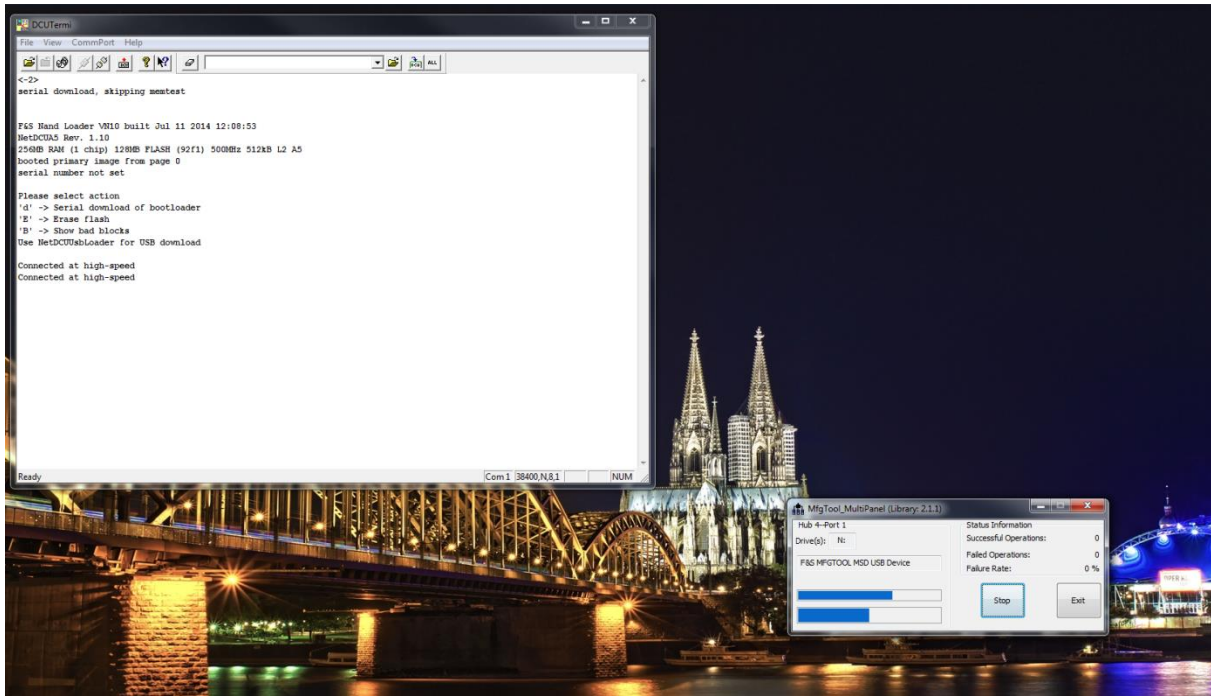 DCUTermi
File View CommPort Help
ALL
<-2>
serial download, skipping memtest
F&S Nand Loader VN10 built Jul 11 2014 12:08:53
NetDCUA5 Rev. 1.10
256MB RAM (1 chip) 128MB FLASH (92f1) 500MHz 512kB L2 A5
booted primary image from page 0
serial number not set
Please select action
'd' -> Serial download of bootloader
'E' -> Erase flash
'B' -> Show bad blocks
Use NetDCUUsbLoader for USB download
Connected at high-speed
Connected at high-speed
Ready Com 1 38400,N,8,1 NUM
MfgTool_MultiPanel (Library: 2.1.1)
Hub 4--Port 1 Status Information
Drive(s): N: Successful Operations: 0
Failed Operations: 0
F&S MFGTOOL MSD USB Device Failure Rate: 0 %
Stop Exit